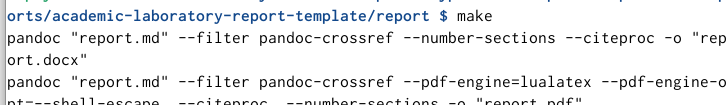 orts/academic-laboratory-report-template/report $ make
pandoc "report.md" --filter pandoc-crossref --number-sections --citeproc -o "rep
ort.docx"
pandoc "report.md" --filter pandoc-crossref --pdf-engine=lualatex --pdf-engine-o
pt=--shell-escape --citeproc --number-sections -o "report.pdf"